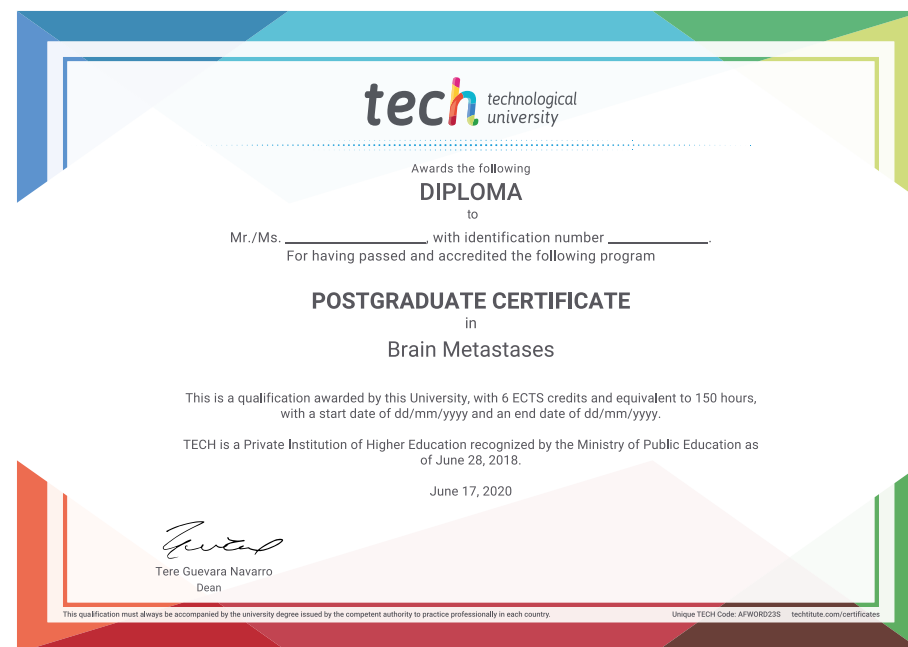 tech technological
university
Awards the following
DIPLOMA
to
Mr./Ms. ____________________, with identification number ______________.
For having passed and accredited the following program
POSTGRADUATE CERTIFICATE
in
Brain Metastases
This is a qualification awarded by this University, with 6 ECTS credits and equivalent to 150 hours,
with a start date of dd/mm/yyyy and an end date of dd/mm/yyyy.
TECH is a Private Institution of Higher Education recognized by the Ministry of Public Education as
of June 28, 2018.
June 17, 2020
Tere Guevara Navarro
Dean
This qualification must always be accompanied by the university degree issued by the competent authority to practice professionally in each country. Unique TECH Code: AFWORD23S techtitute.com/certificates